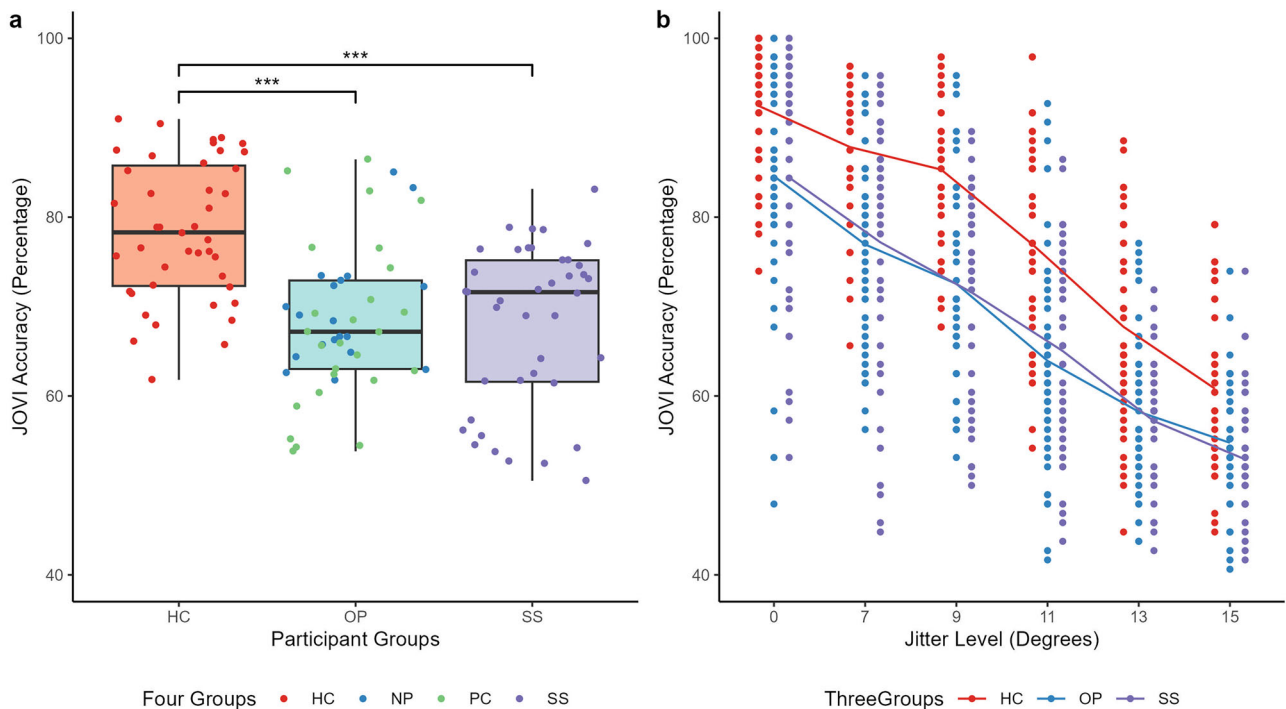 a
JOVI Accuracy (Percentage)
100
80
60
40
***
***
HC OP SS
Participant Groups
Four Groups HC NP PC SS
b
JOVI Accuracy (Percentage)
100
80
60
40
0 7 9 11 13 15
Jitter Level (Degrees)
ThreeGroups HC OP SS